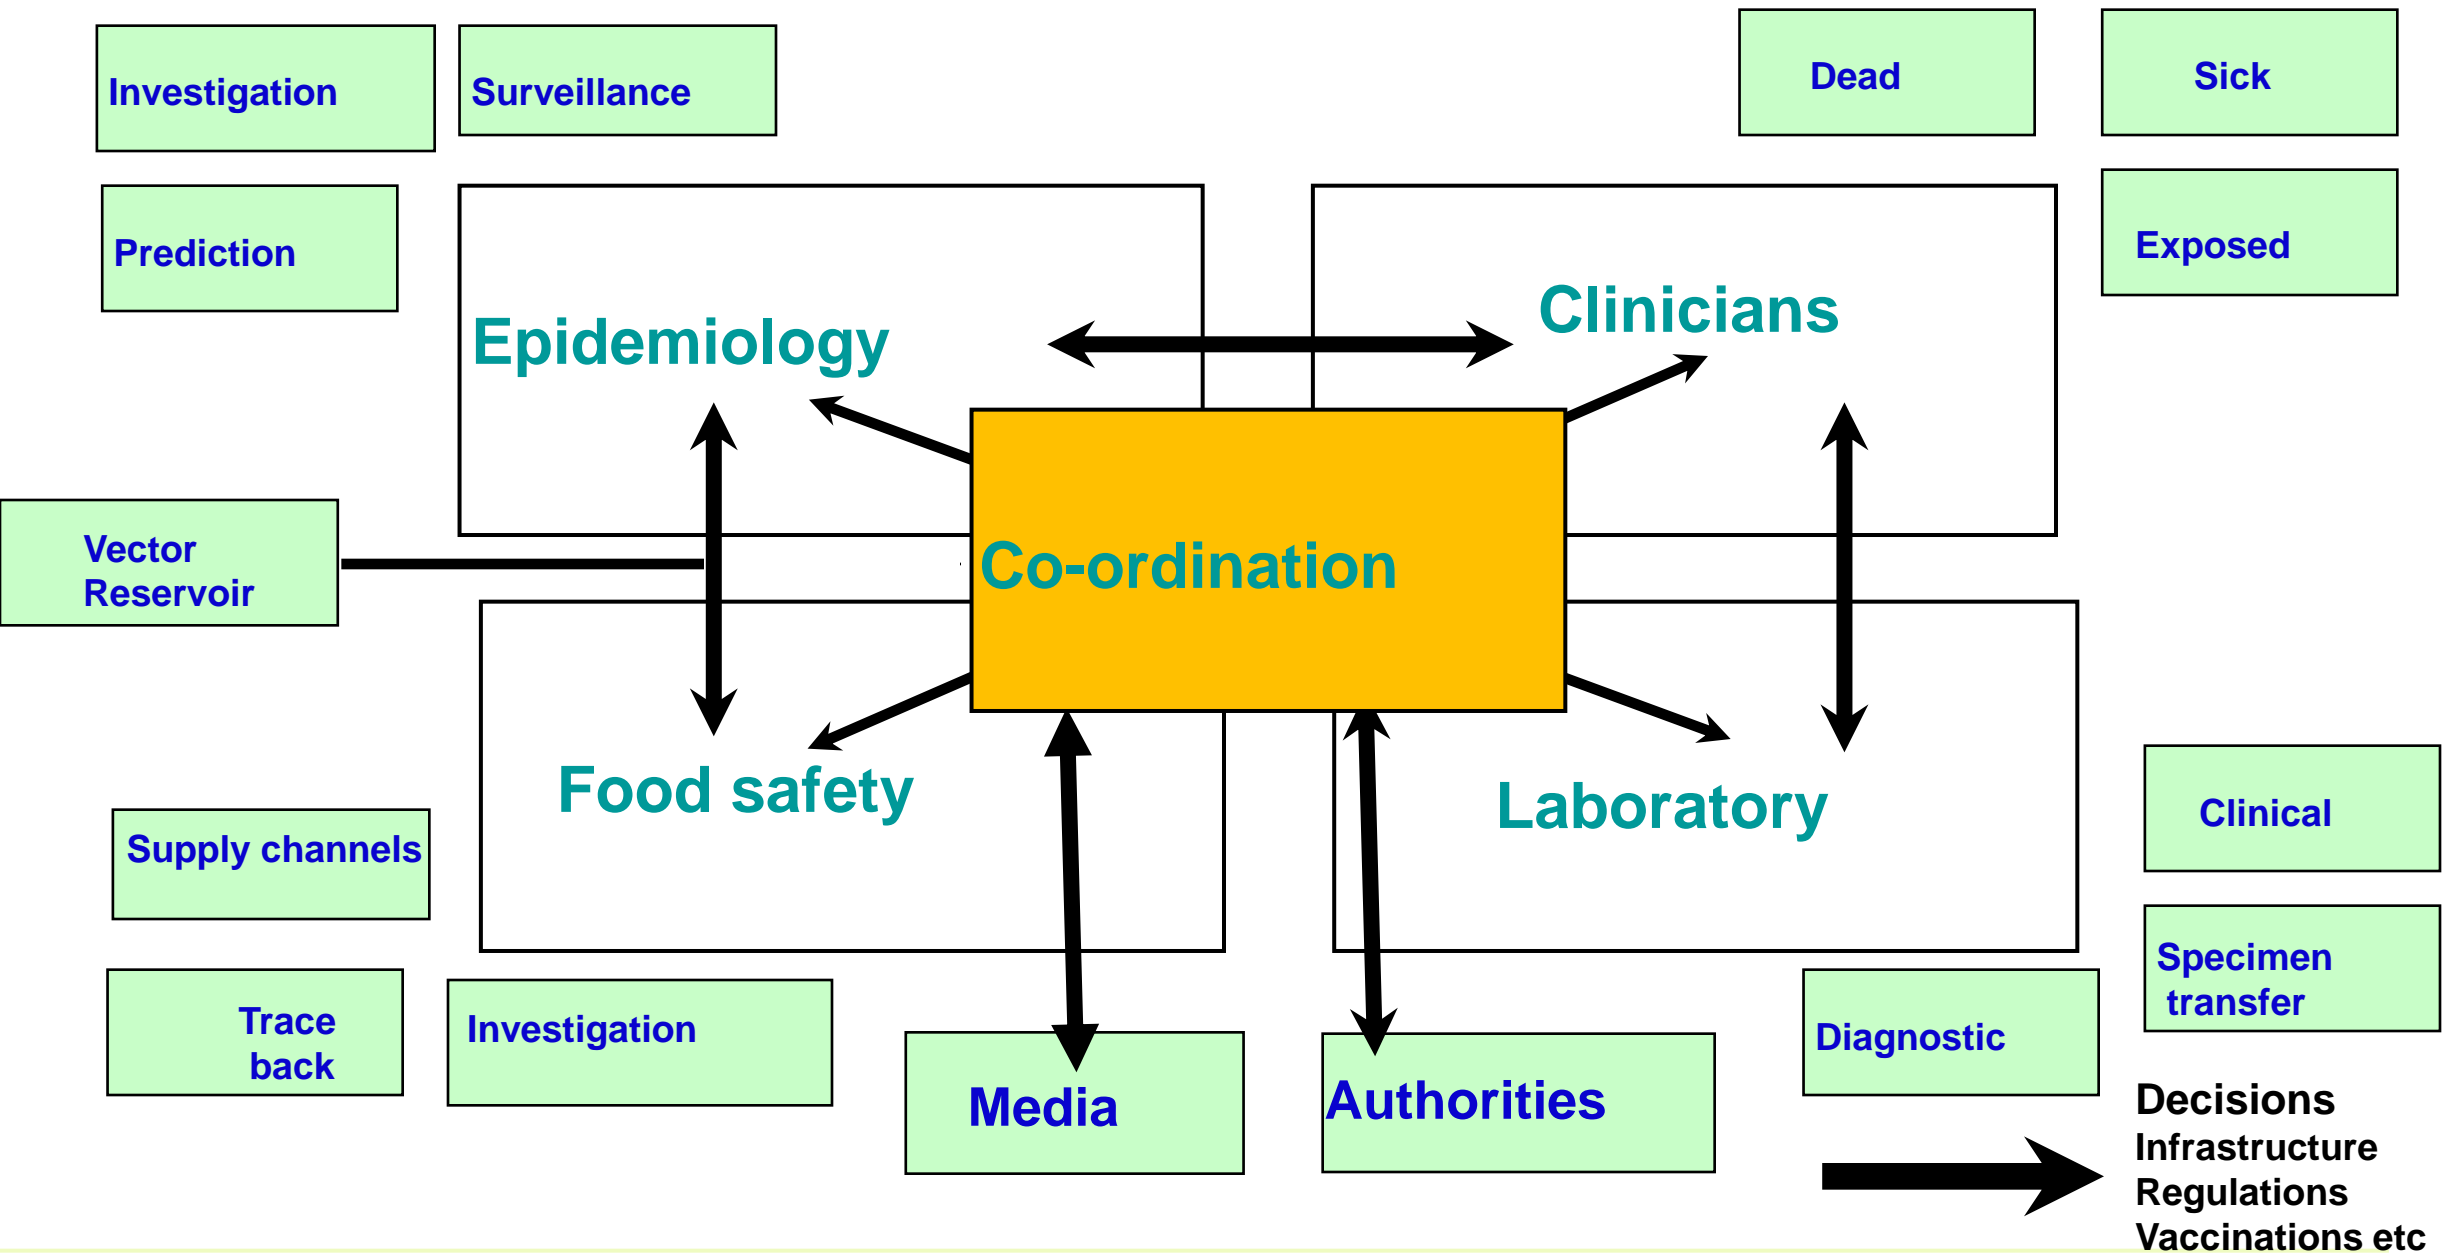 Investigation
Surveillance
Dead
Sick
Prediction
Exposed
Epidemiology
Clinicians
Vector
Reservoir
Co-ordination
Food safety
Laboratory
Supply channels
Clinical
Trace
back
Investigation
Media
Authorities
Diagnostic
Specimen
transfer
Decisions
Infrastructure
Regulations
Vaccinations etc